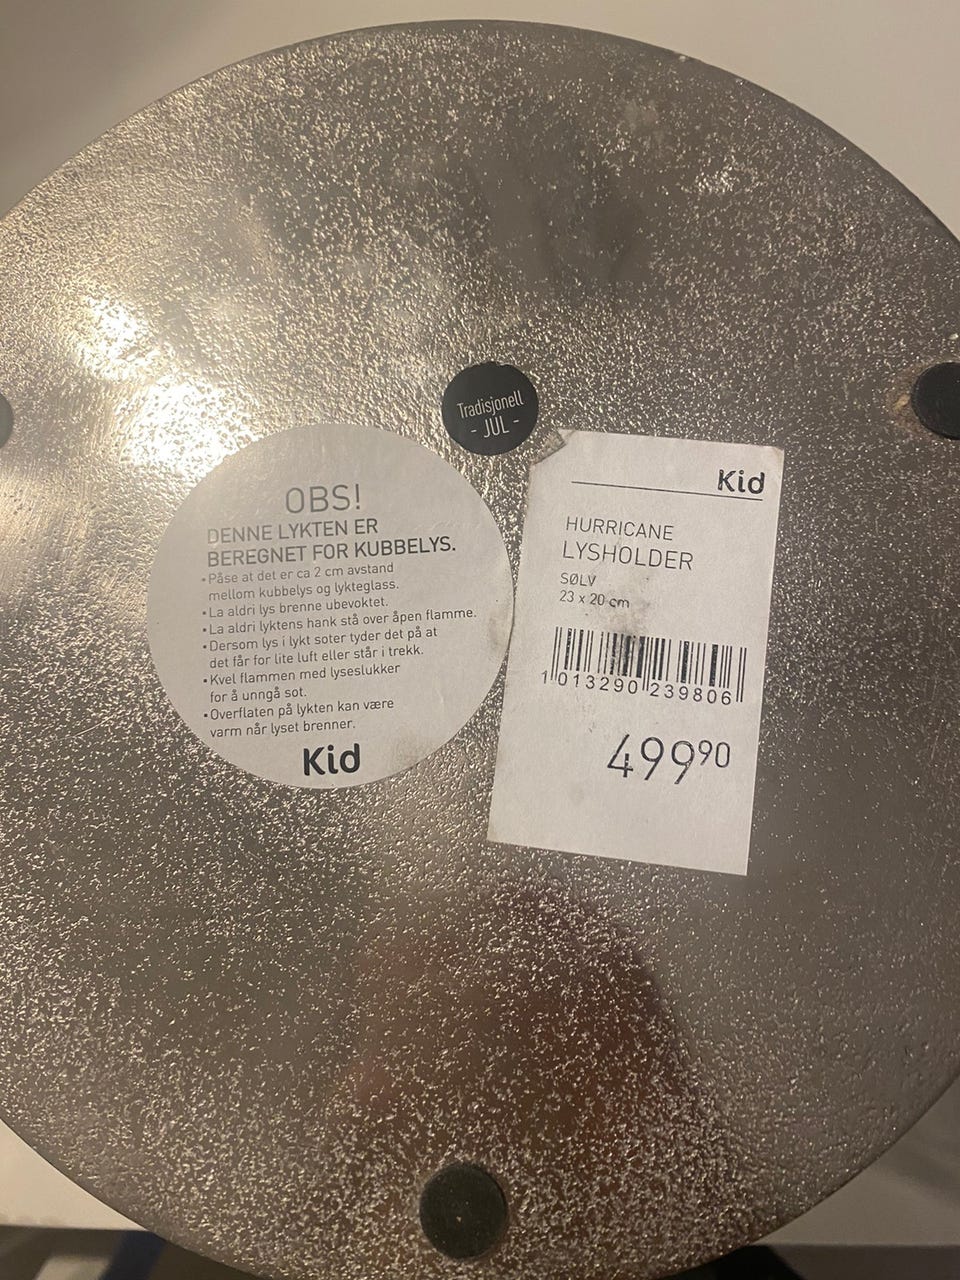 Tradisjonell
- JUL -
OBS!
DENNE LYKTEN ER
BEREGNET FOR KUBBELYS.
• Påse at det er ca 2 cm avstand
mellom kubbelys og lykteglass.
• La aldri lys brenne ubevoktet.
• La aldri lyktens hank stå over åpen flamme.
• Dersom lys i lykt soter tyder det på at
det får for lite luft eller står i trekk.
• Kvel flammen med lyseslukker
for å unngå sot.
• Overflaten på lykten kan være
varm når lyset brenner.
Kid
Kid
HURRICANE
LYSHOLDER
SØLV
23 x 20 cm
1 013290 239806
49990